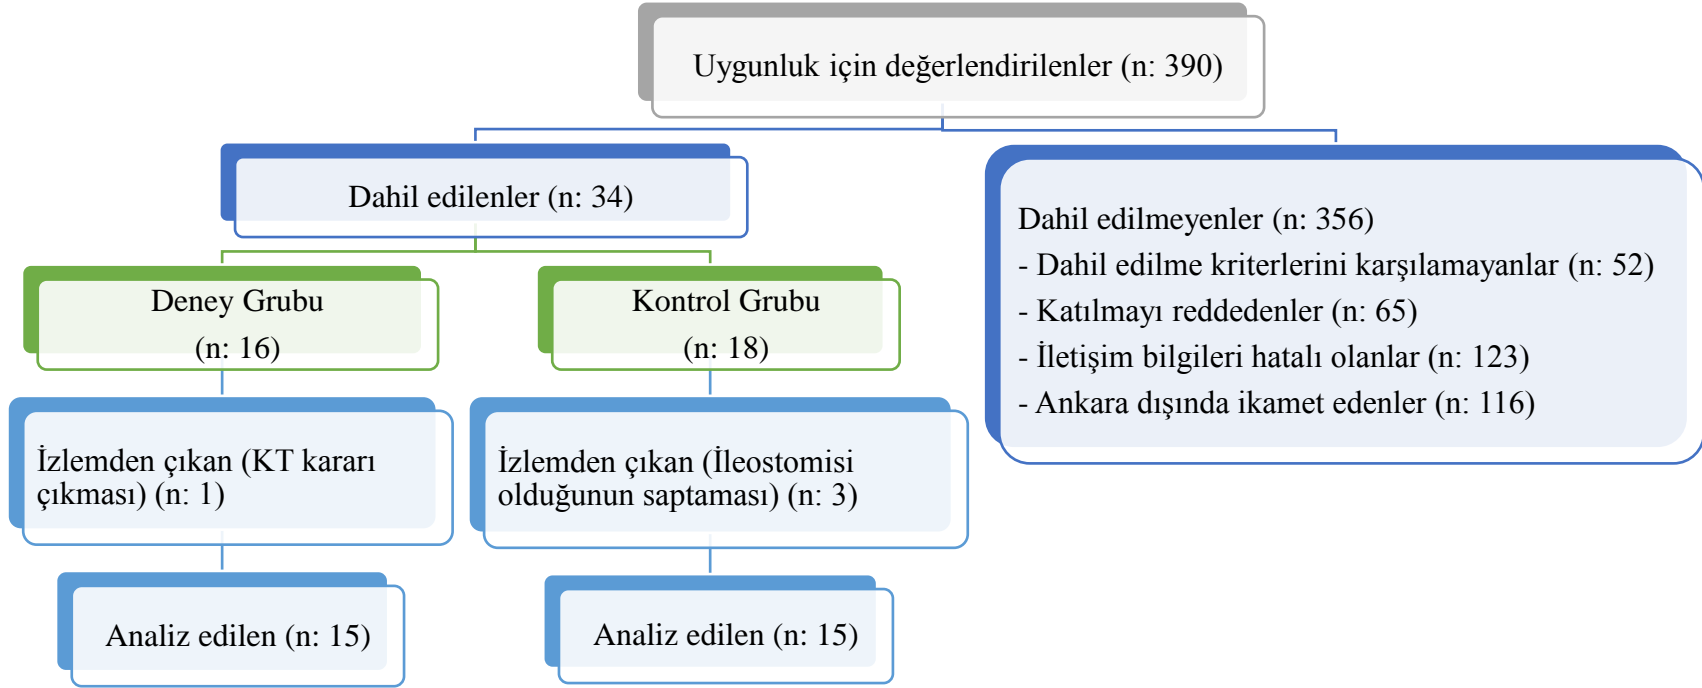 Uygunluk için değerlendirilenler (n: 390)
Dahil edilenler (n: 34)
Dahil edilmeyenler (n: 356)
- Dahil edilme kriterlerini karşılamayanlar (n: 52)
- Katılmayı reddedenler (n: 65)
- İletişim bilgileri hatalı olanlar (n: 123)
- Ankara dışında ikamet edenler (n: 116)
Deney Grubu
(n: 16)
Kontrol Grubu
(n: 18)
İzlemden çıkan (KT kararı
çıkması) (n: 1)
İzlemden çıkan (İleostomisi
olduğunun saptaması) (n: 3)
Analiz edilen (n: 15)
Analiz edilen (n: 15)